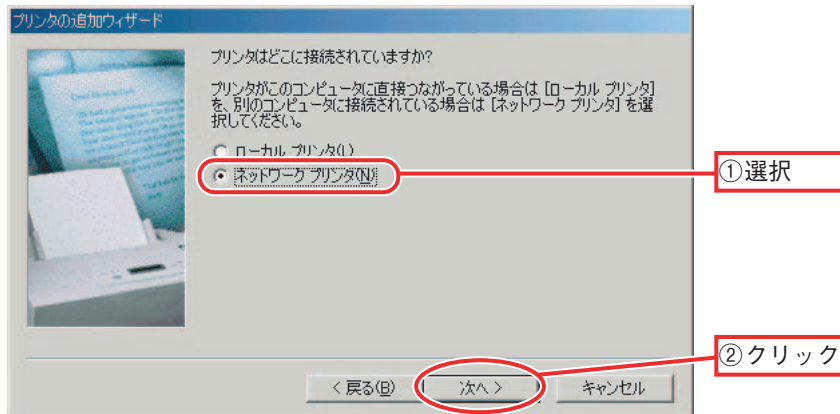 プリンタの追加ウィザード
プリンタはどこに接続されていますか?
プリンタがこのコンピュータに直接つながっている場合は [ローカル プリンタ]
を、別のコンピュータに接続されている場合は [ネットワーク プリンタ] を選
択してください。
ローカル プリンタ(L)
ネットワーク プリンタ(N)
①選択
②クリック
< 戻る(B)
次へ >
キャンセル